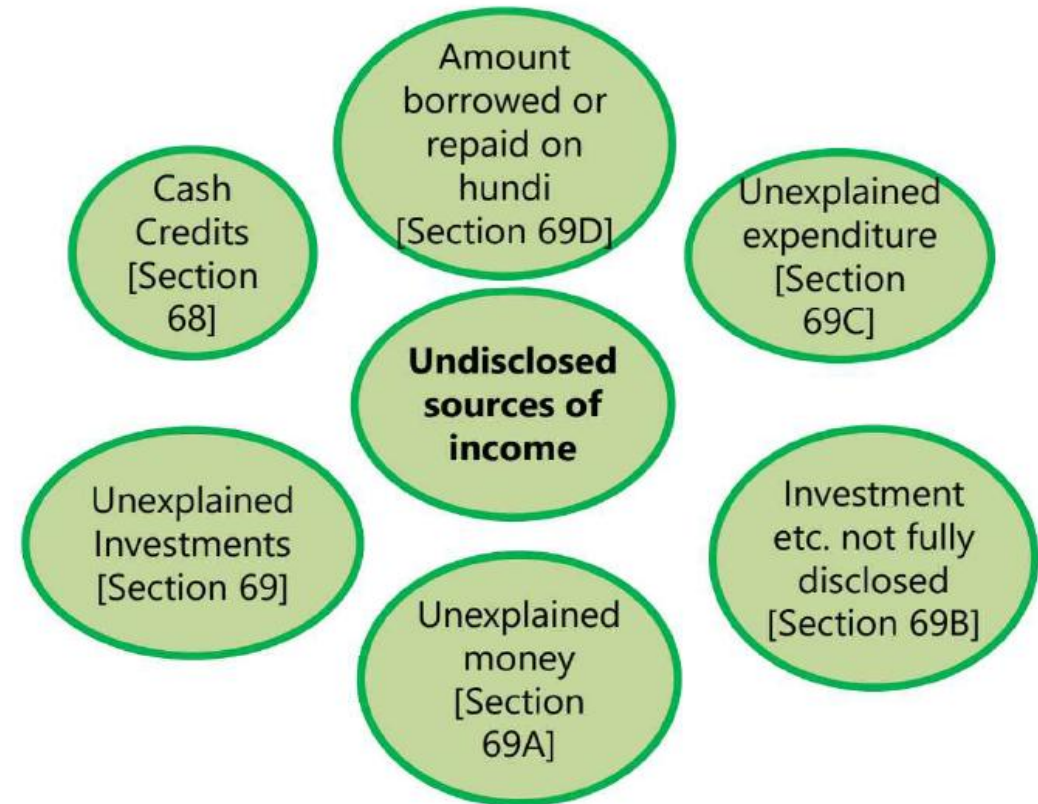 Amount
borrowed or
repaid on
hundi
[Section 69D]
Cash
Credits
[Section
68]
Unexplained
expenditure
[Section
69C]
Undisclosed
sources of
income
Unexplained
Investments
[Section 69]
Investment
etc. not fully
disclosed
[Section 69B]
Unexplained
money
[Section
69A]